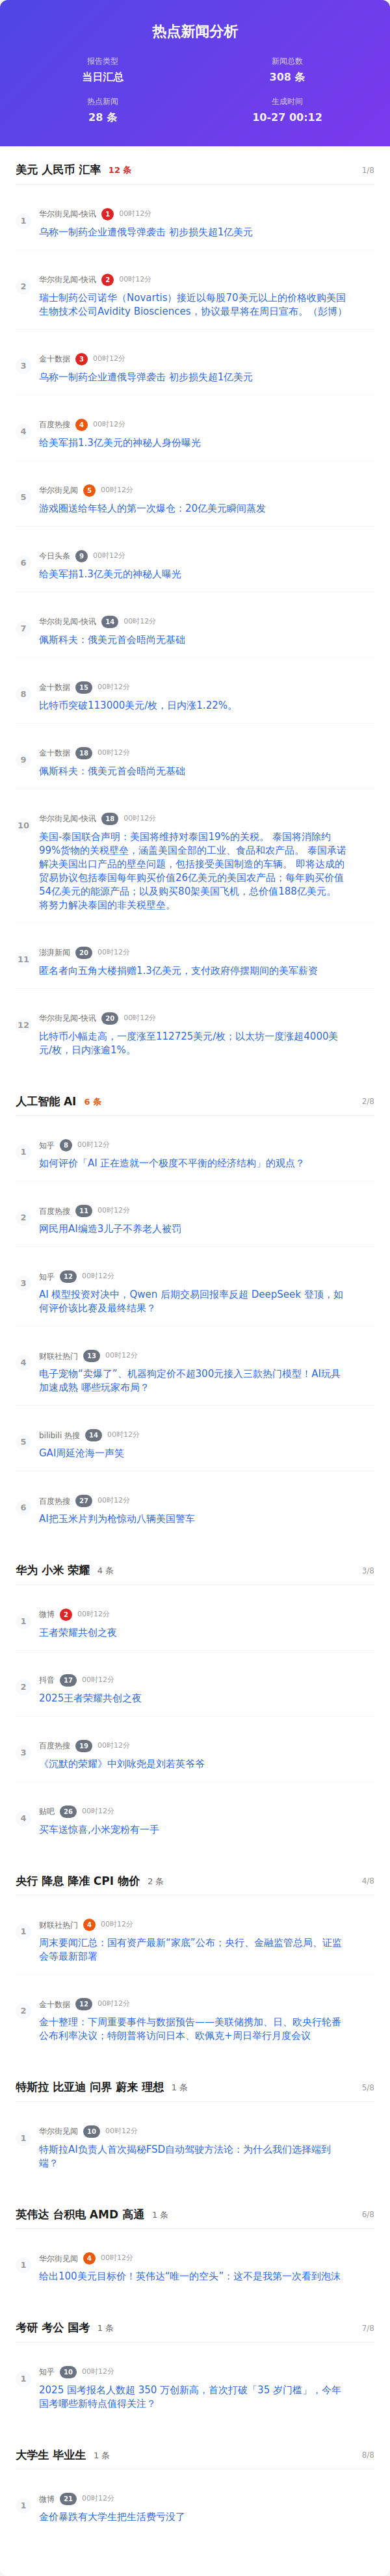 热点新闻分析
报告类型
当日汇总
新闻总数
308 条
热点新闻
28 条
生成时间
10-27 00:12
美元 人民币 汇率 12 条 1/8
1 华尔街见闻-快讯 1 00时12分
乌称一制药企业遭俄导弹袭击 初步损失超1亿美元
2 华尔街见闻-快讯 2 00时12分
瑞士制药公司诺华（Novartis）接近以每股70美元以上的价格收购美国
生物技术公司Avidity Biosciences，协议最早将在周日宣布。（彭博）
3 金十数据 3 00时12分
乌称一制药企业遭俄导弹袭击 初步损失超1亿美元
4 百度热搜 4 00时12分
给美军捐1.3亿美元的神秘人身份曝光
5 华尔街见闻 5 00时12分
游戏圈送给年轻人的第一次爆仓：20亿美元瞬间蒸发
6 今日头条 9 00时12分
给美军捐1.3亿美元的神秘人曝光
7 华尔街见闻-快讯 14 00时12分
佩斯科夫：俄美元首会晤尚无基础
8 金十数据 15 00时12分
比特币突破113000美元/枚，日内涨1.22%。
9 金十数据 18 00时12分
佩斯科夫：俄美元首会晤尚无基础
10 华尔街见闻-快讯 18 00时12分
美国-泰国联合声明：美国将维持对泰国19%的关税。 泰国将消除约
99%货物的关税壁垒，涵盖美国全部的工业、食品和农产品。 泰国承诺
解决美国出口产品的壁垒问题，包括接受美国制造的车辆。 即将达成的
贸易协议包括泰国每年购买价值26亿美元的美国农产品；每年购买价值
54亿美元的能源产品；以及购买80架美国飞机，总价值188亿美元。
将努力解决泰国的非关税壁垒。
11 澎湃新闻 20 00时12分
匿名者向五角大楼捐赠1.3亿美元，支付政府停摆期间的美军薪资
12 华尔街见闻-快讯 20 00时12分
比特币小幅走高，一度涨至112725美元/枚；以太坊一度涨超4000美
元/枚，日内涨逾1%。
人工智能 AI 6 条 2/8
1 知乎 8 00时12分
如何评价「AI 正在造就一个极度不平衡的经济结构」的观点？
2 百度热搜 11 00时12分
网民用AI编造3儿子不养老人被罚
3 知乎 12 00时12分
AI 模型投资对决中，Qwen 后期交易回报率反超 DeepSeek 登顶，如
何评价该比赛及最终结果？
4 财联社热门 13 00时12分
电子宠物“卖爆了”、机器狗定价不超300元接入三款热门模型！AI玩具
加速成熟 哪些玩家布局？
5 bilibili 热搜 14 00时12分
GAI周延沧海一声笑
6 百度热搜 27 00时12分
AI把玉米片判为枪惊动八辆美国警车
华为 小米 荣耀 4 条 3/8
1 微博 2 00时12分
王者荣耀共创之夜
2 抖音 17 00时12分
2025王者荣耀共创之夜
3 百度热搜 19 00时12分
《沉默的荣耀》中刘咏尧是刘若英爷爷
4 贴吧 26 00时12分
买车送惊喜,小米宠粉有一手
央行 降息 降准 CPI 物价 2 条 4/8
1 财联社热门 4 00时12分
周末要闻汇总：国有资产最新“家底”公布；央行、金融监管总局、证监
会等最新部署
2 金十数据 12 00时12分
金十整理：下周重要事件与数据预告——美联储携加、日、欧央行轮番
公布利率决议；特朗普将访问日本、欧佩克+周日举行月度会议
特斯拉 比亚迪 问界 蔚来 理想 1 条 5/8
1 华尔街见闻 10 00时12分
特斯拉AI负责人首次揭秘FSD自动驾驶方法论：为什么我们选择端到
端？
英伟达 台积电 AMD 高通 1 条 6/8
1 华尔街见闻 4 00时12分
给出100美元目标价！英伟达“唯一的空头”：这不是我第一次看到泡沫
考研 考公 国考 1 条 7/8
1 知乎 10 00时12分
2025 国考报名人数超 350 万创新高，首次打破「35 岁门槛」，今年
国考哪些新特点值得关注？
大学生 毕业生 1 条 8/8
1 微博 21 00时12分
金价暴跌有大学生把生活费亏没了